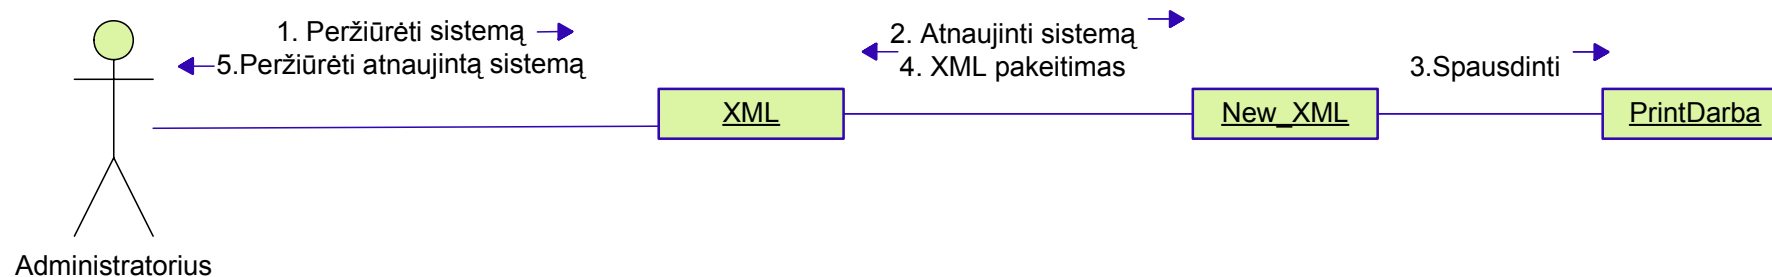 1. Peržiūrėti sistemą
5.Peržiūrėti atnaujintą sistemą
2. Atnaujinti sistemą
4. XML pakeitimas
3.Spausdinti
XML
New_XML
PrintDarba
Administratorius